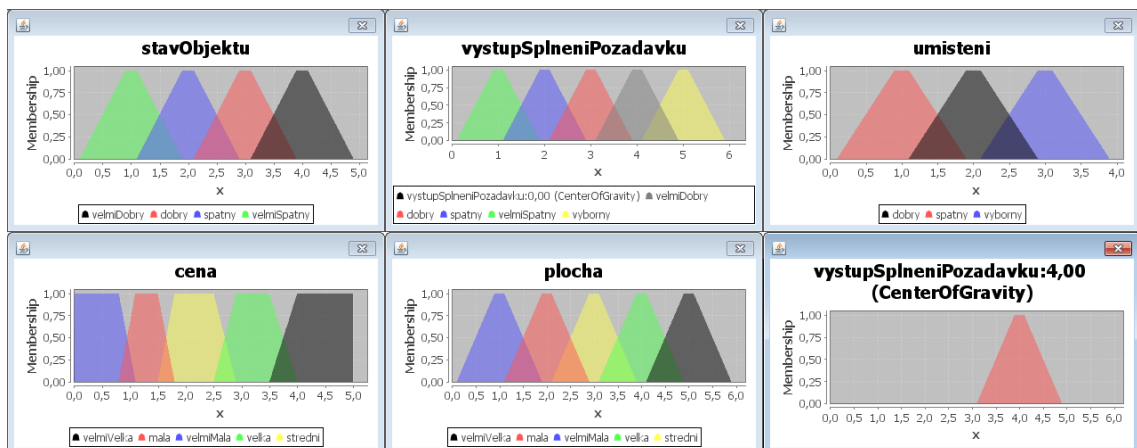 stavObjektu
Membership
1,00
0,75
0,50
0,25
0,00
0,0 0,5 1,0 1,5 2,0 2,5 3,0 3,5 4,0 4,5 5,0
x
velmiDobry dobry spatny velmiSpatny
vystupSplneniPozadavku
Membership
1,00
0,75
0,50
0,25
0,00
0 1 2 3 4 5 6
x
vystupSplneniPozadavku:0,00 (CenterOfGravity) velmiDobry
dobry spatny velmiSpatny vyborny
umisteni
Membership
1,00
0,75
0,50
0,25
0,00
0,0 0,5 1,0 1,5 2,0 2,5 3,0 3,5 4,0
x
dobry spatny vyborny
cena
Membership
1,00
0,75
0,50
0,25
0,00
0,0 0,5 1,0 1,5 2,0 2,5 3,0 3,5 4,0 4,5 5,0
x
velmiVelka mala velmiMala velka stredni
plocha
Membership
1,00
0,75
0,50
0,25
0,00
0,0 0,5 1,0 1,5 2,0 2,5 3,0 3,5 4,0 4,5 5,0 5,5 6,0
x
velmiVelka mala velmiMala velka stredni
vystupSplneniPozadavku:4,00
(CenterOfGravity)
Membership
1,00
0,75
0,50
0,25
0,00
0,0 0,5 1,0 1,5 2,0 2,5 3,0 3,5 4,0 4,5 5,0 5,5 6,0
x